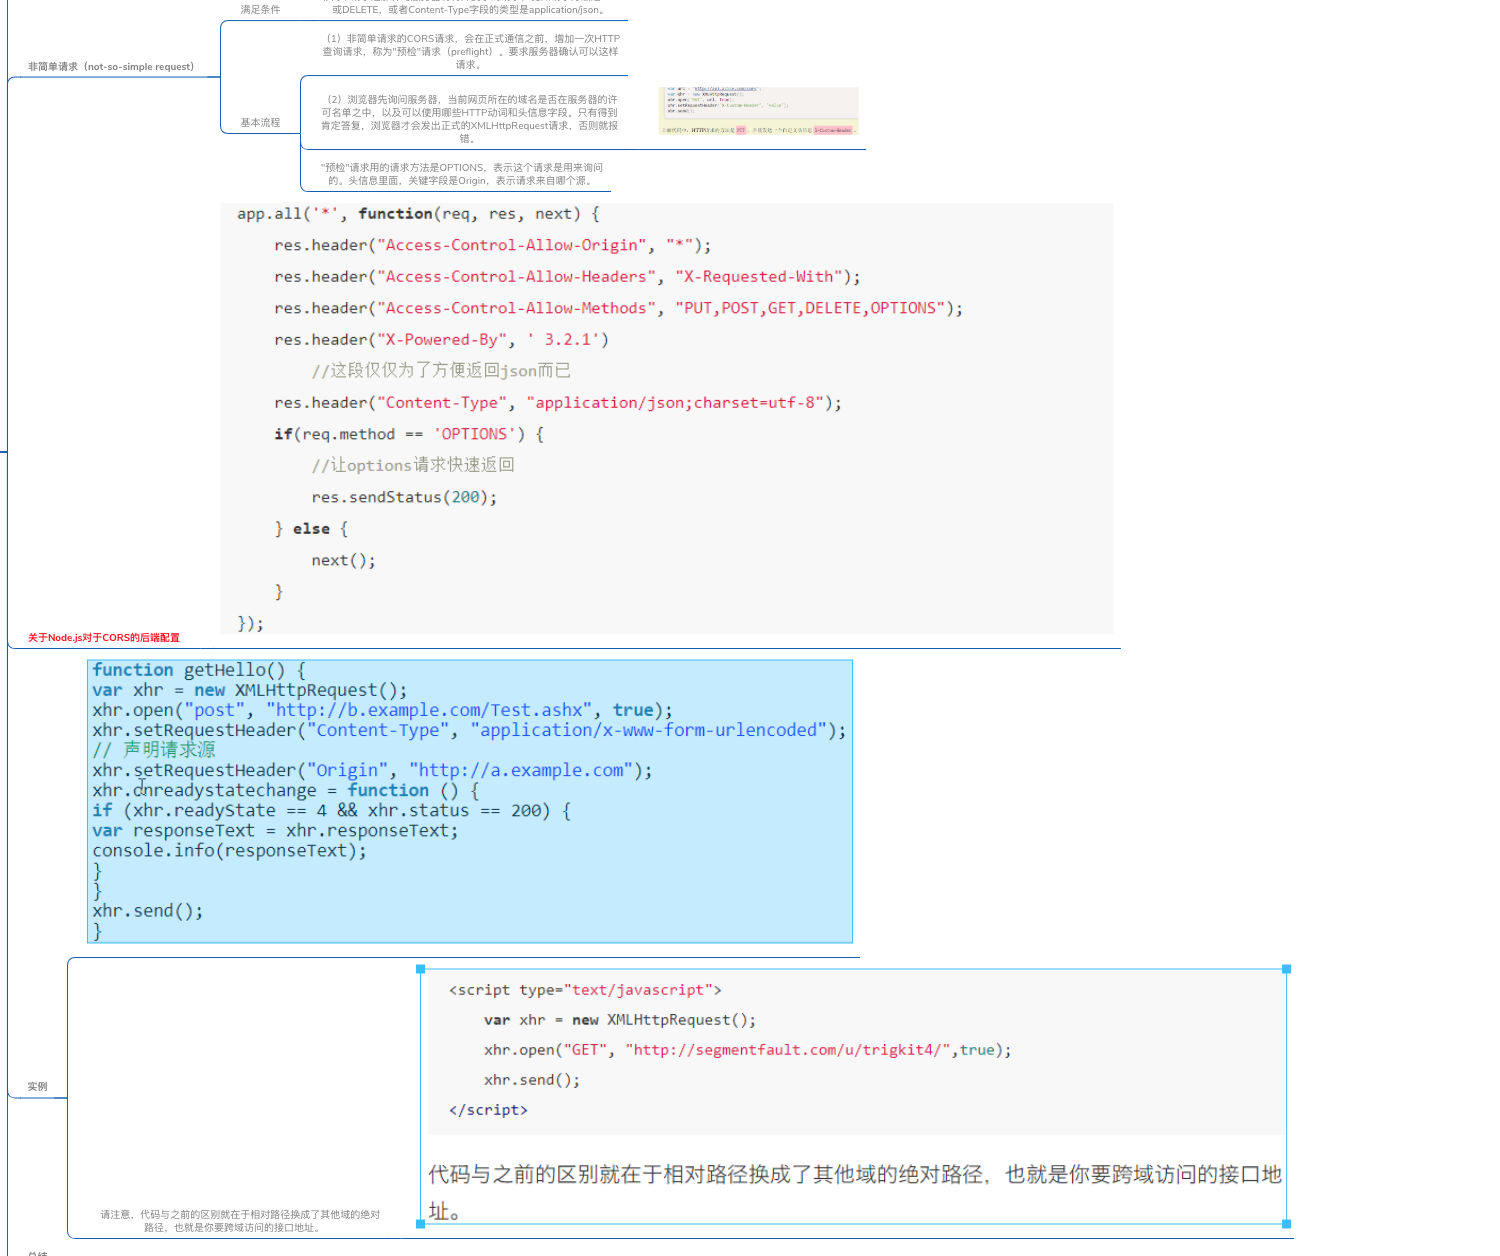 满足条件
或DELETE，或者Content-Type字段的类型是application/json。
非简单请求（not-so-simple request）
（1）非简单请求的CORS请求，会在正式通信之前，增加一次HTTP
查询请求，称为"预检"请求（preflight）。要求服务器确认可以这样
请求。
基本流程
（2）浏览器先询问服务器，当前网页所在的域名是否在服务器的许
可名单之中，以及可以使用哪些HTTP动词和头信息字段。只有得到
肯定答复，浏览器才会发出正式的XMLHttpRequest请求，否则就报
错。
var xhr = new XMLHttpRequest();
xhr.open('PUT', url, true);
xhr.setRequestHeader('X-Custom-Header', 'value');
xhr.send();
"预检"请求用的请求方法是OPTIONS，表示这个请求是用来询问
的。头信息里面，关键字段是Origin，表示请求来自哪个源。
app.all('*', function(req, res, next) {
res.header("Access-Control-Allow-Origin", "*");
res.header("Access-Control-Allow-Headers", "X-Requested-With");
res.header("Access-Control-Allow-Methods", "PUT,POST,GET,DELETE,OPTIONS");
res.header("X-Powered-By", ' 3.2.1')
//这段仅仅为了方便返回json而已
res.header("Content-Type", "application/json;charset=utf-8");
if(req.method == 'OPTIONS') {
//让options请求快速返回
res.sendStatus(200);
} else {
next();
}
});
关于Node.js对于CORS的后端配置
function getHello() {
var xhr = new XMLHttpRequest();
xhr.open("post", "http://b.example.com/Test.ashx", true);
xhr.setRequestHeader("Content-Type", "application/x-www-form-urlencoded");
// 声明请求源
xhr.setRequestHeader("Origin", "http://a.example.com");
xhr.onreadystatechange = function () {
if (xhr.readyState == 4 && xhr.status == 200) {
var responseText = xhr.responseText;
console.info(responseText);
}
}
xhr.send();
}
实例
<script type="text/javascript">
var xhr = new XMLHttpRequest();
xhr.open("GET", "http://segmentfault.com/u/trigkit4/",true);
xhr.send();
</script>
代码与之前的区别就在于相对路径换成了其他域的绝对路径，也就是你要跨域访问的接口地
址。
请注意，代码与之前的区别就在于相对路径换成了其他域的绝对
路径，也就是你要跨域访问的接口地址。